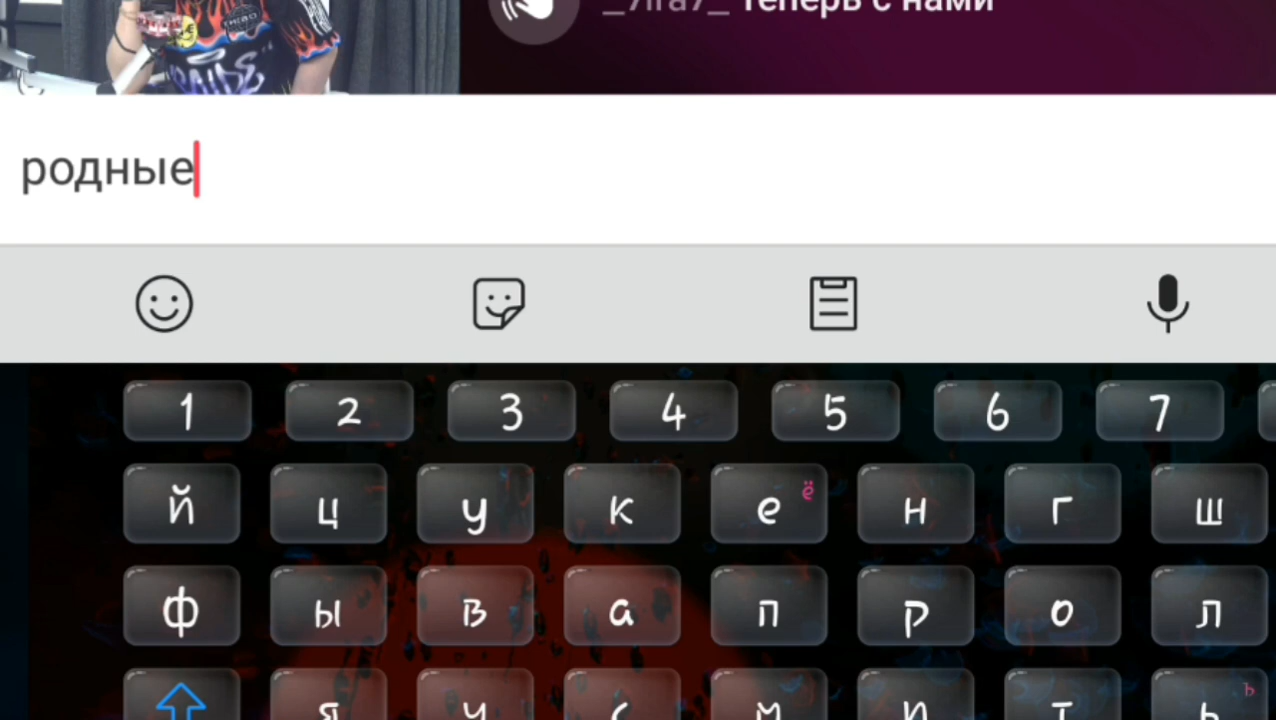 теперь с нами
родные
1 2 3 4 5 6 7
й ц у к е ё н г ш
ф ы в а п р о л
я ч с м и т ь ъ